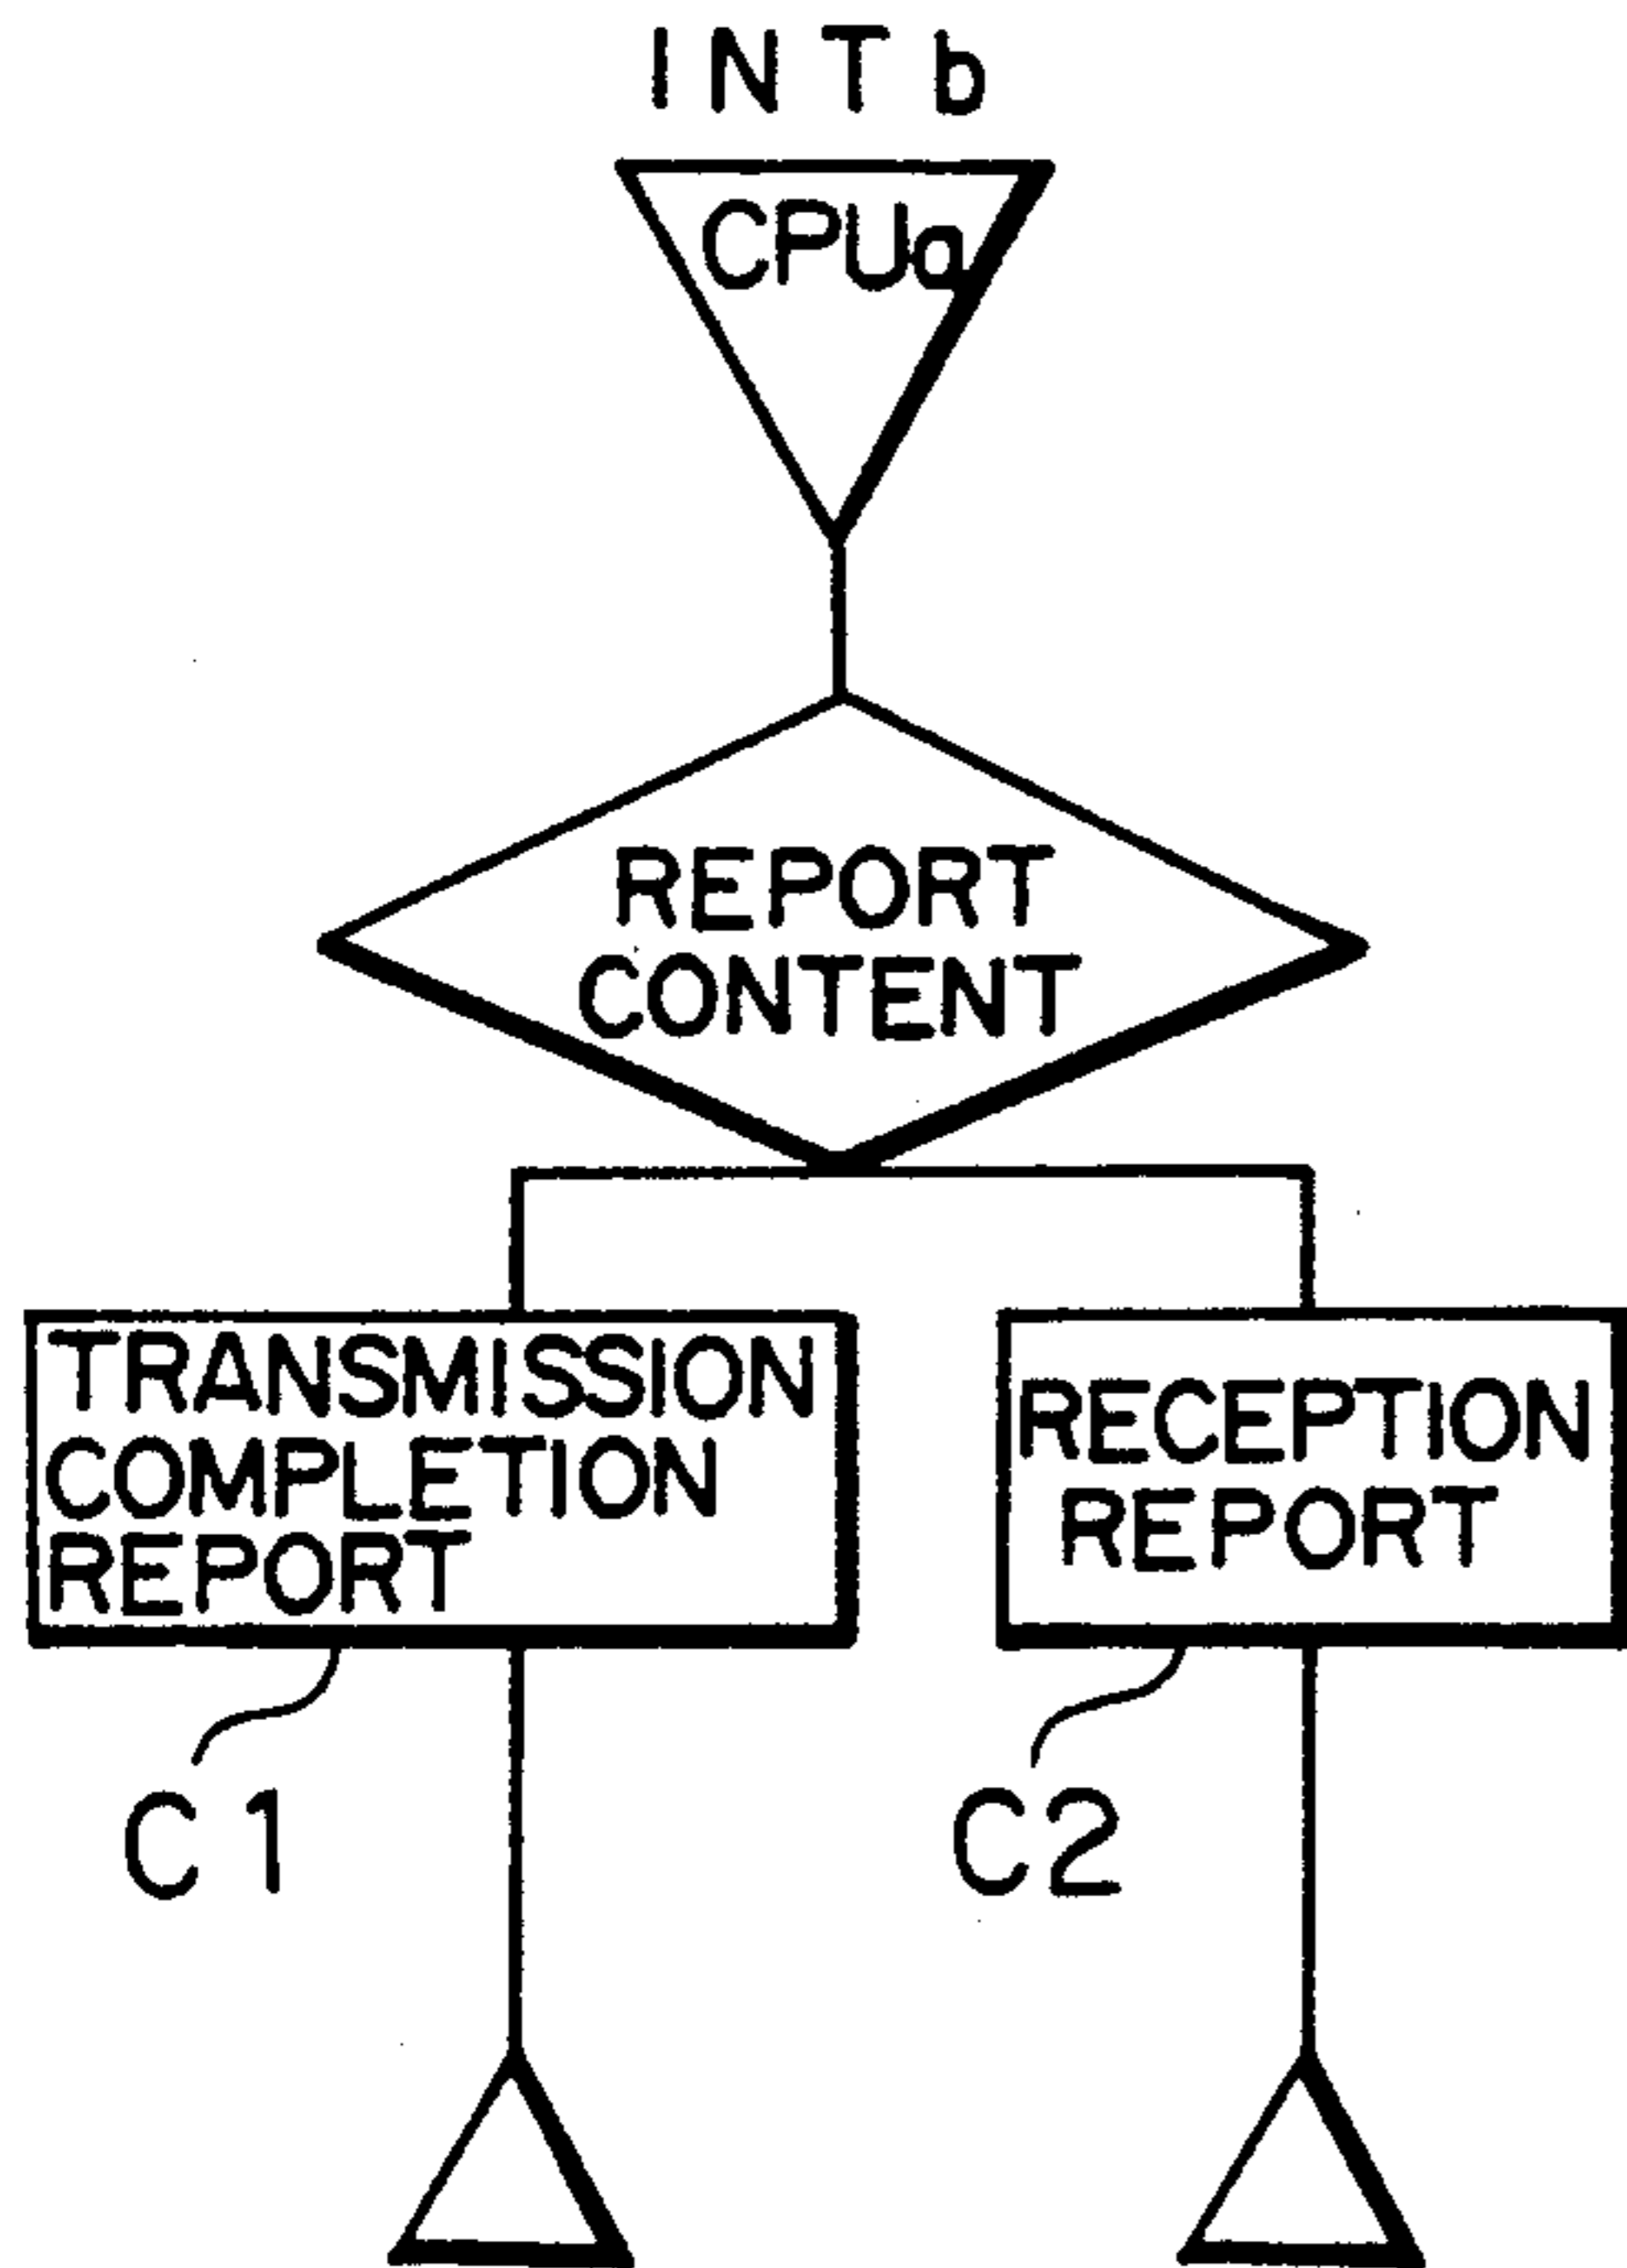 INTb
CPUa
REPORT
CONTENT
TRANSMISSION
COMPLETION
REPORT
RECEPTION
REPORT
C1
C2